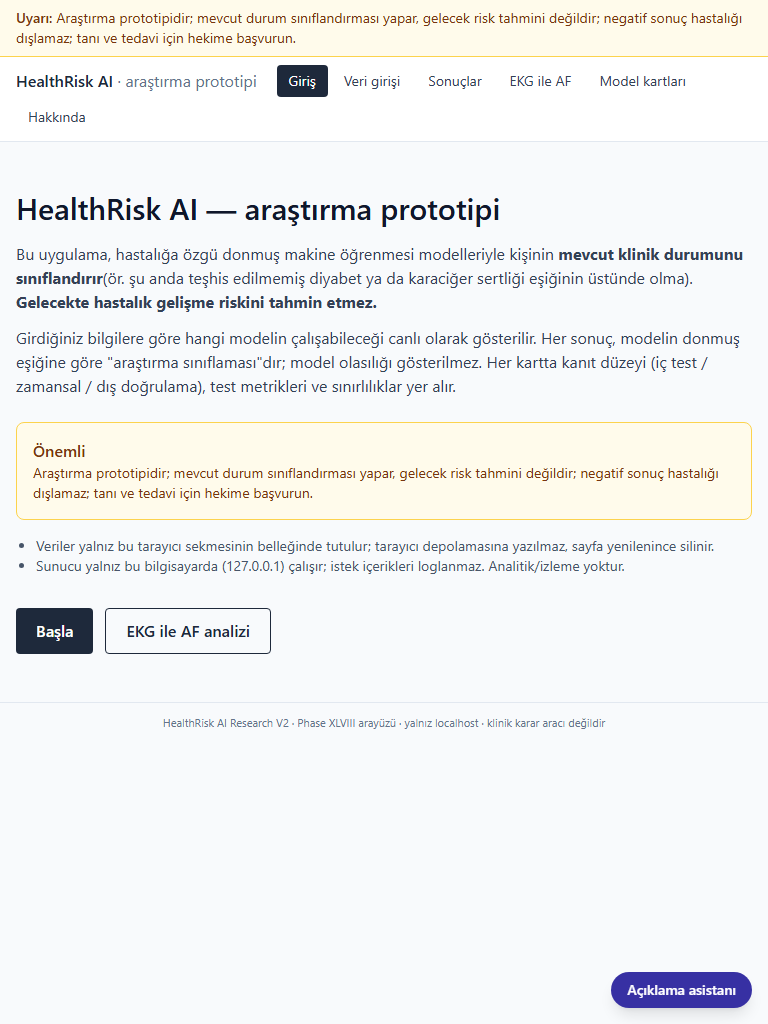 Uyarı: Araştırma prototipidir; mevcut durum sınıflandırması yapar, gelecek risk tahmini değildir; negatif sonuç hastalığı
dışlamaz; tanı ve tedavi için hekime başvurun.
HealthRisk AI · araştırma prototipi
Giriş
Veri girişi
Sonuçlar
EKG ile AF
Model kartları
Hakkında
HealthRisk AI — araştırma prototipi
Bu uygulama, hastalığa özgü donmuş makine öğrenmesi modelleriyle kişinin mevcut klinik durumunu
sınıflandırır(ör. şu anda teşhis edilmemiş diyabet ya da karaciğer sertliği eşiğinin üstünde olma).
Gelecekte hastalık gelişme riskini tahmin etmez.
Girdiğiniz bilgilere göre hangi modelin çalışabileceği canlı olarak gösterilir. Her sonuç, modelin donmuş
eşiğine göre "araştırma sınıflaması"dır; model olasılığı gösterilmez. Her kartta kanıt düzeyi (iç test /
zamansal / dış doğrulama), test metrikleri ve sınırlılıklar yer alır.
Önemli
Araştırma prototipidir; mevcut durum sınıflandırması yapar, gelecek risk tahmini değildir; negatif sonuç hastalığı
dışlamaz; tanı ve tedavi için hekime başvurun.
• Veriler yalnız bu tarayıcı sekmesinin belleğinde tutulur; tarayıcı depolamasına yazılmaz, sayfa yenilenince silinir.
• Sunucu yalnız bu bilgisayarda (127.0.0.1) çalışır; istek içerikleri loglanmaz. Analitik/izleme yoktur.
Başla
EKG ile AF analizi
HealthRisk AI Research V2 · Phase XLVIII arayüzü · yalnız localhost · klinik karar aracı değildir
Açıklama asistanı